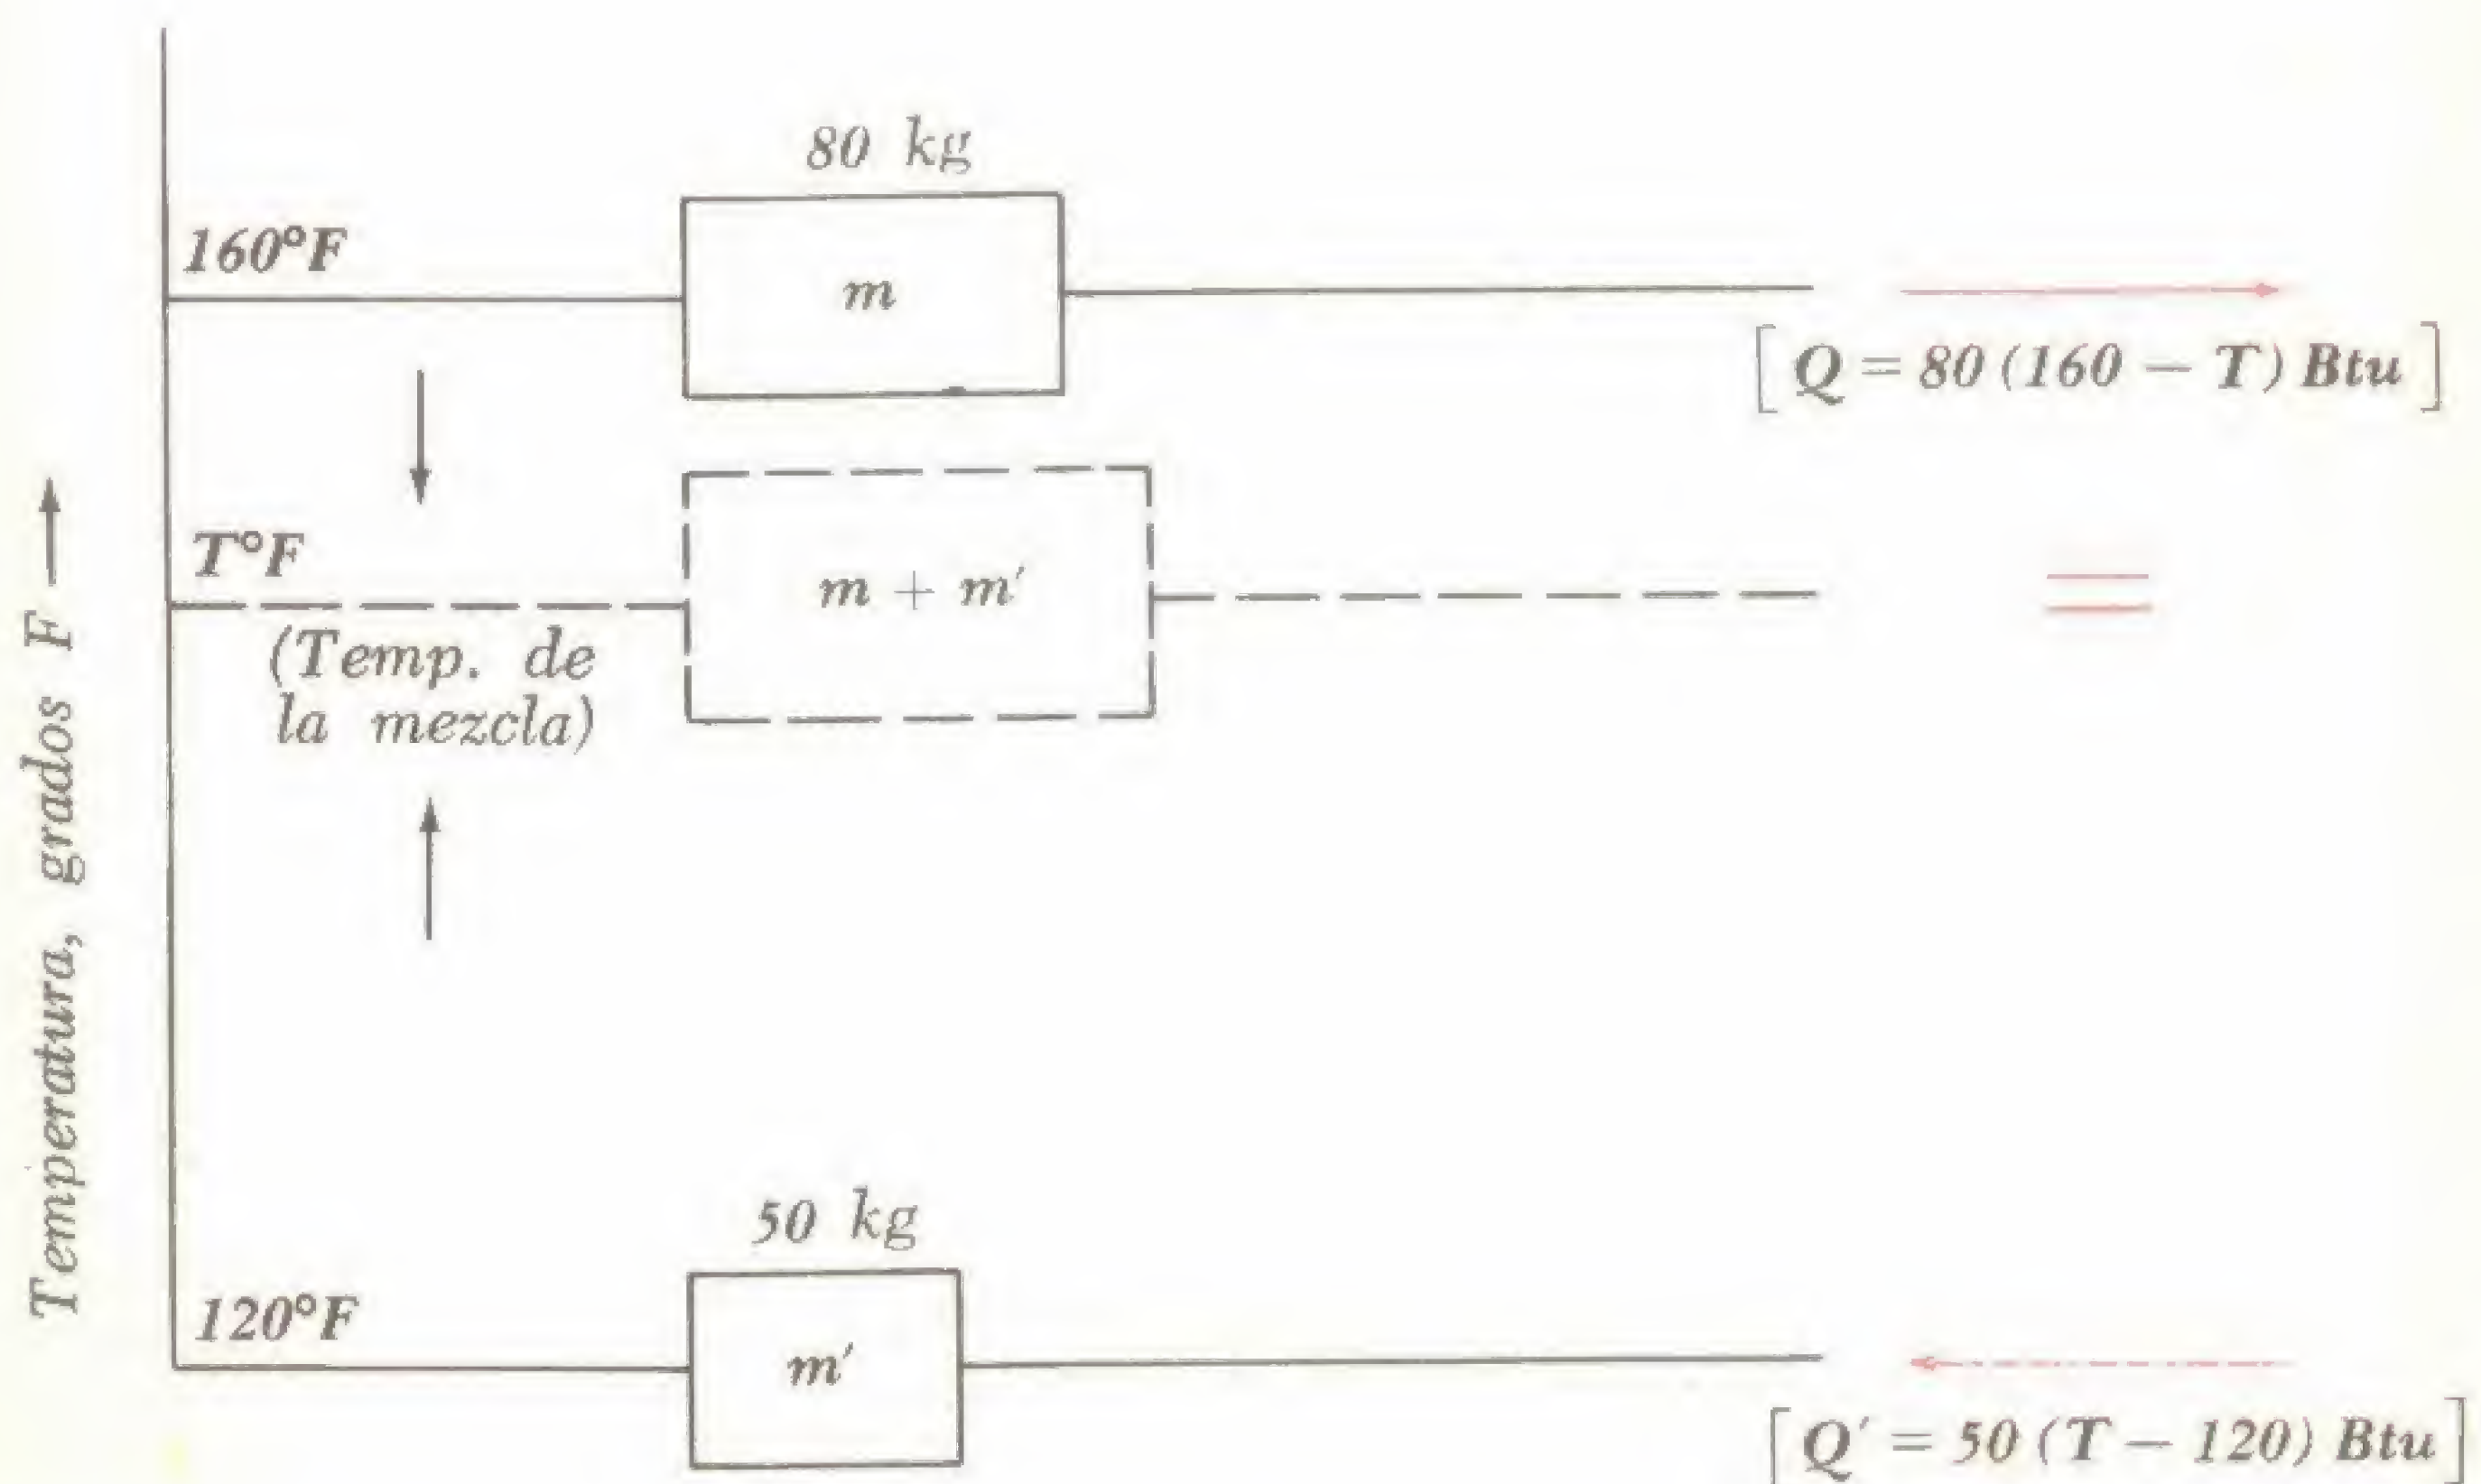 80 kg
160°F
m
[ Q = 80 (160 − T) Btu ]
T°F
m + m′
=
(Temp. de
la mezcla)
Temperatura, grados F →
50 kg
120°F
m′
[ Q′ = 50 (T − 120) Btu ]